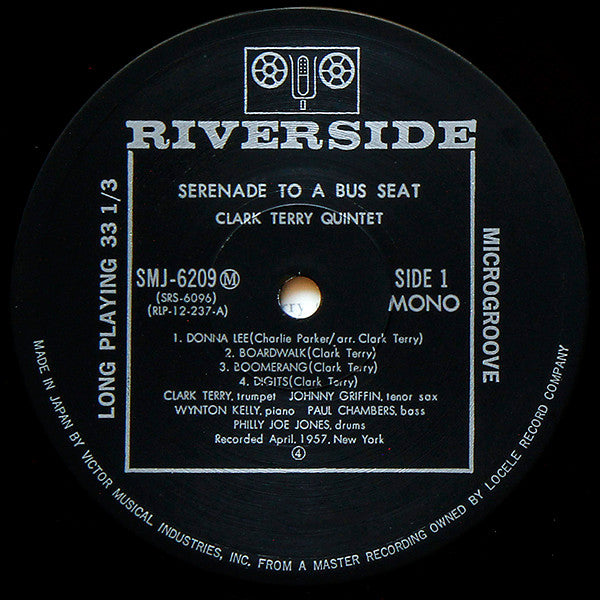 RIVERSIDE
SERENADE TO A BUS SEAT
CLARK TERRY QUINTET
LONG PLAYING 33 1/3
MICROGROOVE
SMJ-6209 Ⓜ
(SRS-6096)
(RLP-12-237-A)
SIDE 1
MONO
rry
1. DONNA LEE(Charlie Parker/arr. Clark Terry)
2. BOARDWALK(Clark Terry)
3. BOOMERANG(Clark Terry)
4. DIGITS(Clark Terry)
CLARK TERRY, trumpet JOHNNY GRIFFIN, tenor sax
WYNTON KELLY, piano PAUL CHAMBERS, bass
PHILLY JOE JONES, drums
Recorded April, 1957, New York
④
MADE IN JAPAN BY VICTOR MUSICAL INDUSTRIES, INC. FROM A MASTER RECORDING OWNED BY LOCELE RECORD COMPANY